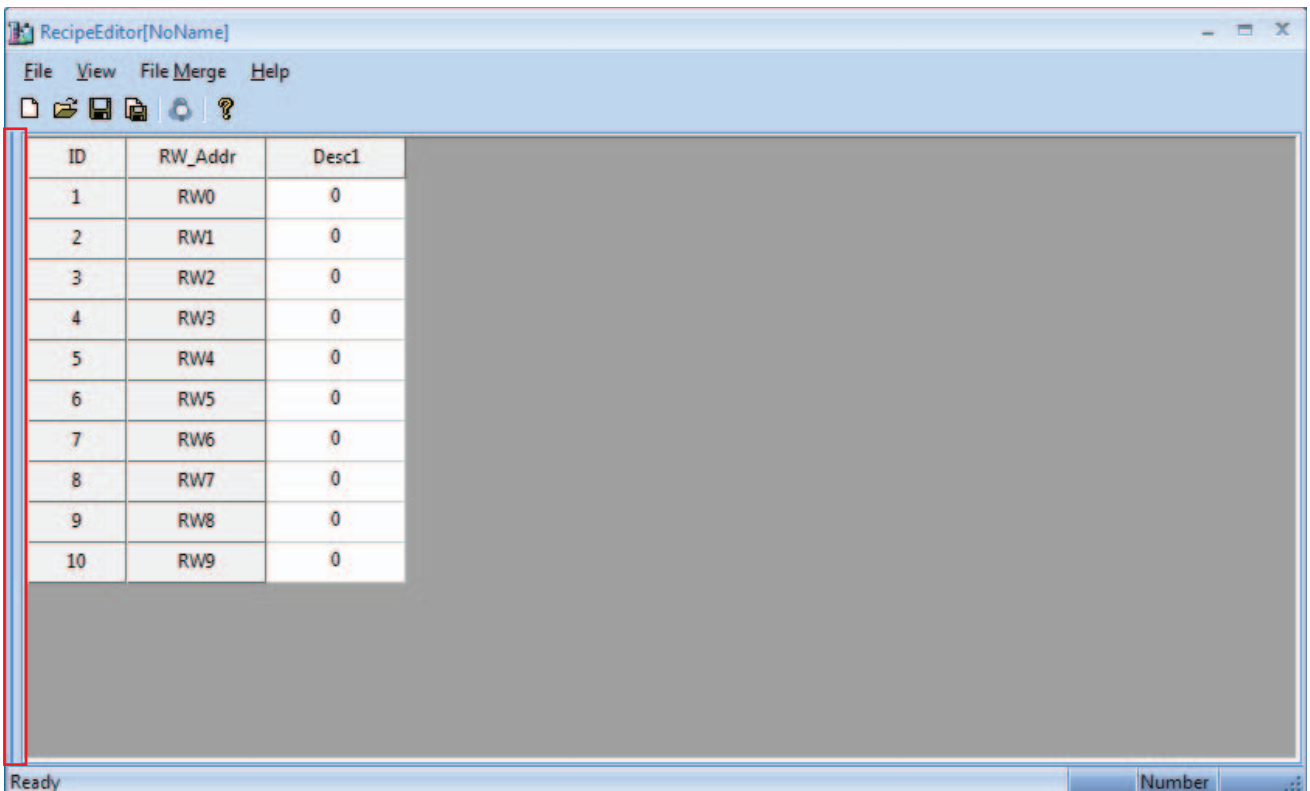 RecipeEditor[NoName]
File View File Merge Help
ID RW_Addr Desc1
1 RW0 0
2 RW1 0
3 RW2 0
4 RW3 0
5 RW4 0
6 RW5 0
7 RW6 0
8 RW7 0
9 RW8 0
10 RW9 0
Ready Number